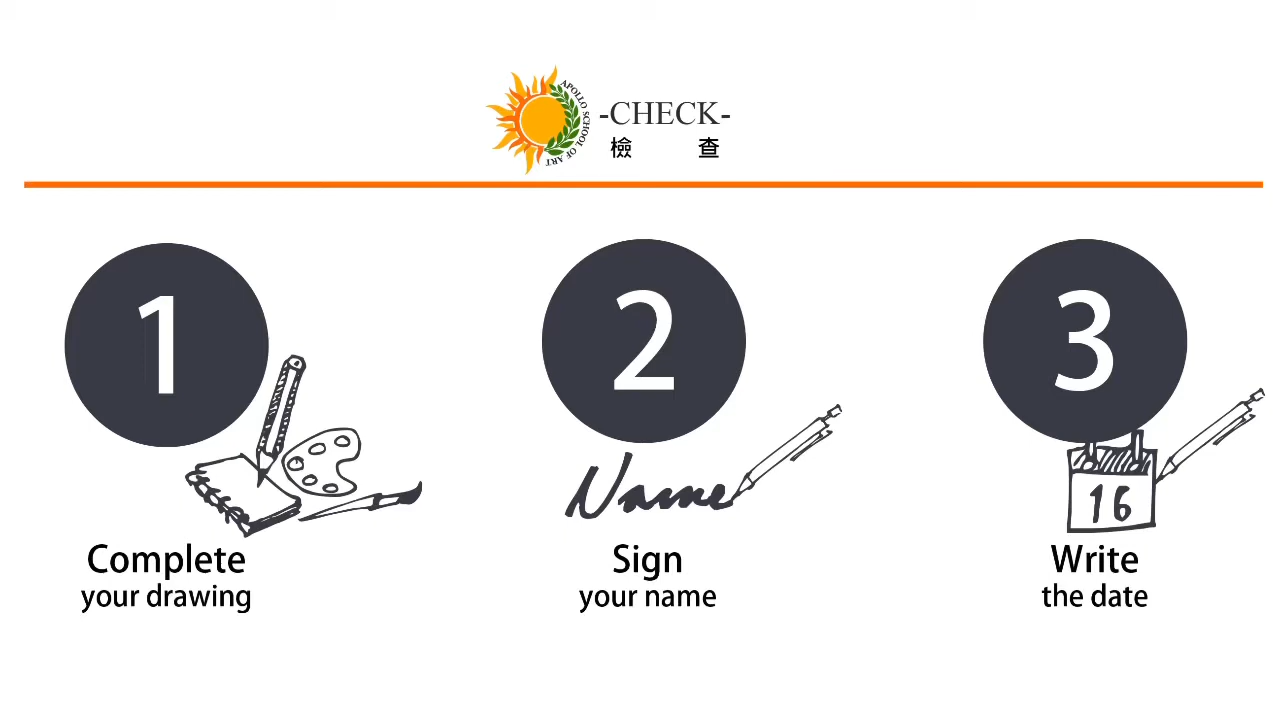 APOLLO SCHOOL OF ART
-CHECK-
檢 查
1
2
3
Name
16
Complete
your drawing
Sign
your name
Write
the date